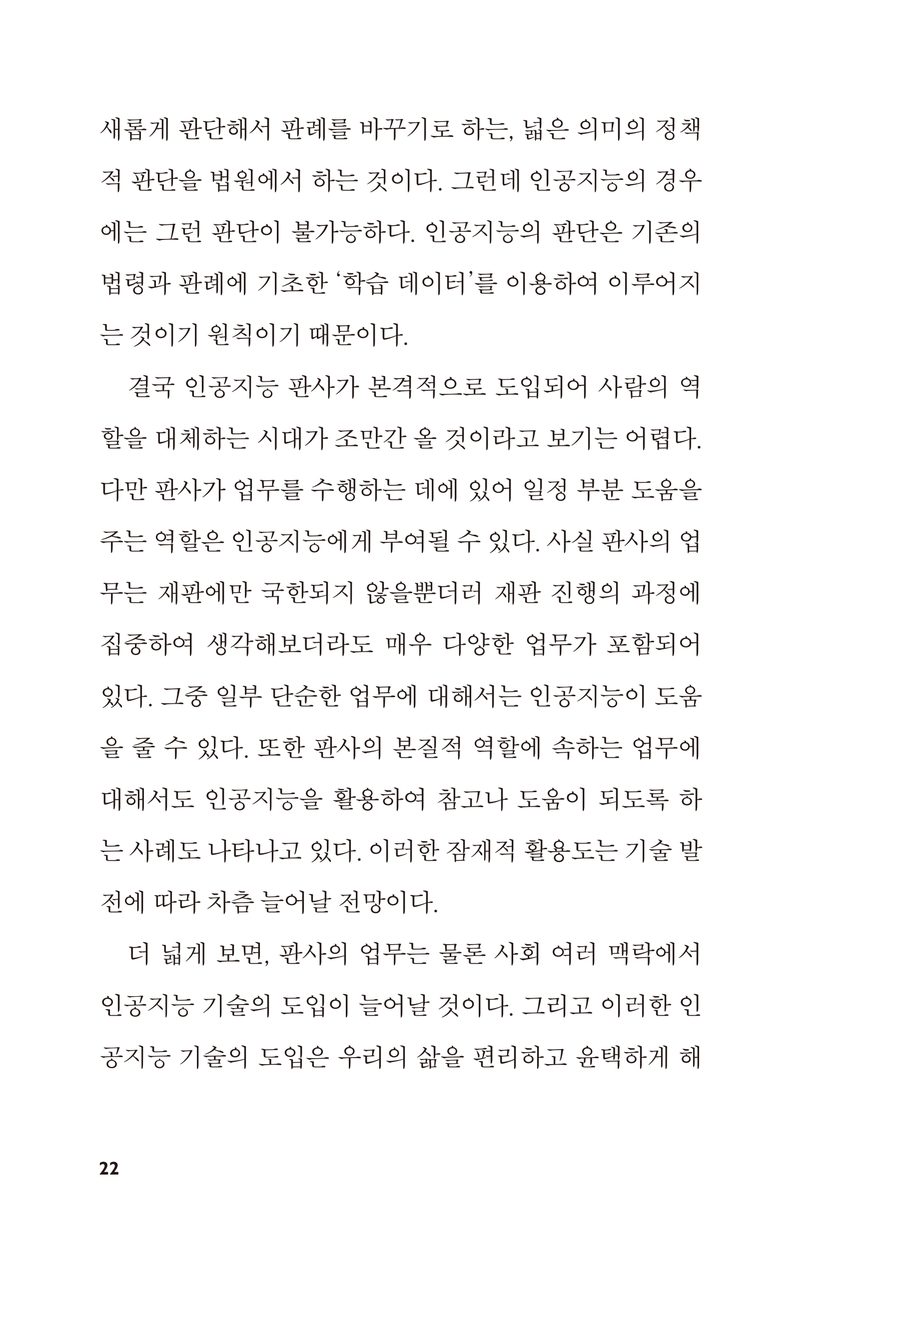 새롭게 판단해서 판례를 바꾸기로 하는, 넓은 의미의 정책
적 판단을 법원에서 하는 것이다. 그런데 인공지능의 경우
에는 그런 판단이 불가능하다. 인공지능의 판단은 기존의
법령과 판례에 기초한 ‘학습 데이터’를 이용하여 이루어지
는 것이기 원칙이기 때문이다.
결국 인공지능 판사가 본격적으로 도입되어 사람의 역
할을 대체하는 시대가 조만간 올 것이라고 보기는 어렵다.
다만 판사가 업무를 수행하는 데에 있어 일정 부분 도움을
주는 역할은 인공지능에게 부여될 수 있다. 사실 판사의 업
무는 재판에만 국한되지 않을뿐더러 재판 진행의 과정에
집중하여 생각해보더라도 매우 다양한 업무가 포함되어
있다. 그중 일부 단순한 업무에 대해서는 인공지능이 도움
을 줄 수 있다. 또한 판사의 본질적 역할에 속하는 업무에
대해서도 인공지능을 활용하여 참고나 도움이 되도록 하
는 사례도 나타나고 있다. 이러한 잠재적 활용도는 기술 발
전에 따라 차츰 늘어날 전망이다.
더 넓게 보면, 판사의 업무는 물론 사회 여러 맥락에서
인공지능 기술의 도입이 늘어날 것이다. 그리고 이러한 인
공지능 기술의 도입은 우리의 삶을 편리하고 윤택하게 해
22